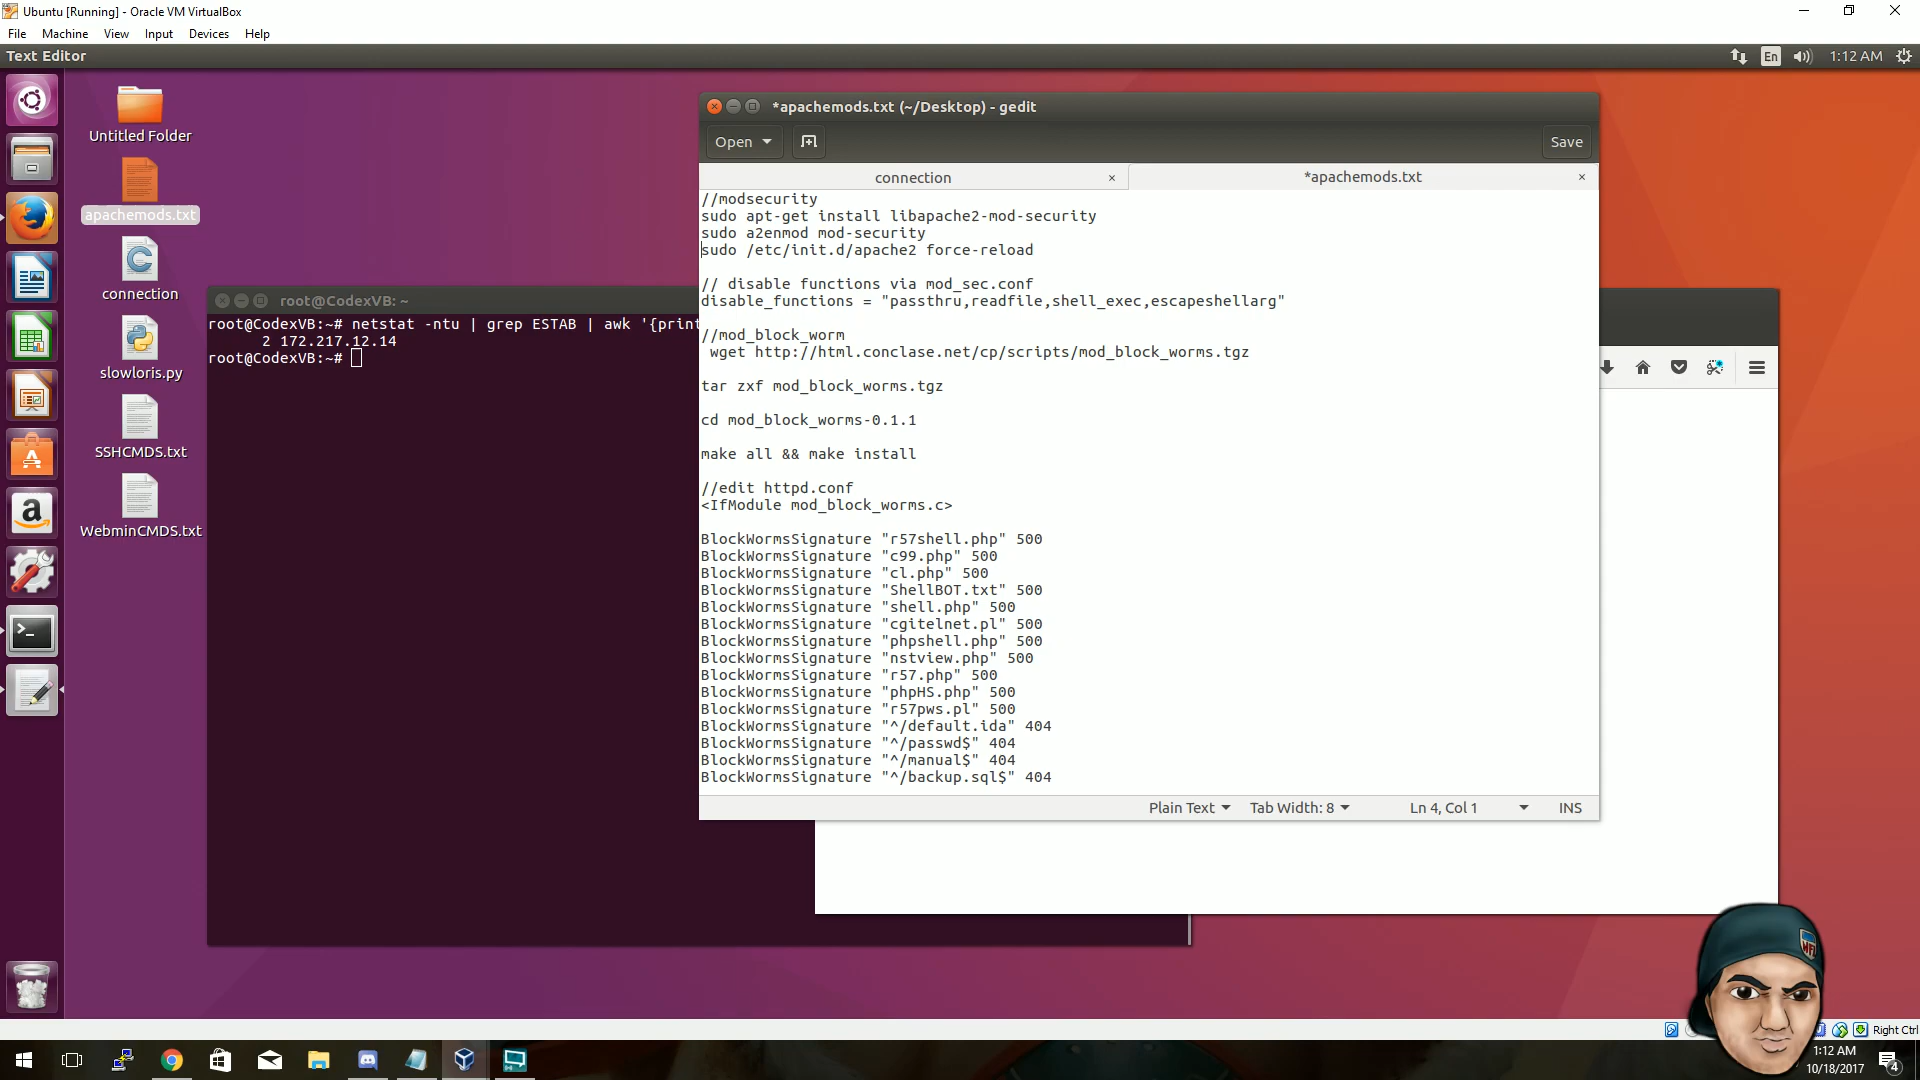 Ubuntu [Running] - Oracle VM VirtualBox
File Machine View Input Devices Help
Text Editor
En
1:12 AM
Untitled Folder
apachemods.txt
connection
slowloris.py
SSHCMDS.txt
WebminCMDS.txt
root@CodexVB: ~
root@CodexVB:~# netstat -ntu | grep ESTAB | awk '{print
2 172.217.12.14
root@CodexVB:~#
*apachemods.txt (~/Desktop) - gedit
Open
Save
connection
*apachemods.txt
//modsecurity
sudo apt-get install libapache2-mod-security
sudo a2enmod mod-security
sudo /etc/init.d/apache2 force-reload
// disable functions via mod_sec.conf
disable_functions = "passthru,readfile,shell_exec,escapeshellarg"
//mod_block_worm
wget http://html.conclase.net/cp/scripts/mod_block_worms.tgz
tar zxf mod_block_worms.tgz
cd mod_block_worms-0.1.1
make all && make install
//edit httpd.conf
<IfModule mod_block_worms.c>
BlockWormsSignature "r57shell.php" 500
BlockWormsSignature "c99.php" 500
BlockWormsSignature "cl.php" 500
BlockWormsSignature "ShellBOT.txt" 500
BlockWormsSignature "shell.php" 500
BlockWormsSignature "cgitelnet.pl" 500
BlockWormsSignature "phpshell.php" 500
BlockWormsSignature "nstview.php" 500
BlockWormsSignature "r57.php" 500
BlockWormsSignature "phpHS.php" 500
BlockWormsSignature "r57pws.pl" 500
BlockWormsSignature "^/default.ida" 404
BlockWormsSignature "^/passwd$" 404
BlockWormsSignature "^/manual$" 404
BlockWormsSignature "^/backup.sql$" 404
Plain Text
Tab Width: 8
Ln 4, Col 1
INS
NFL
Right Ctrl
1:12 AM
10/18/2017
4